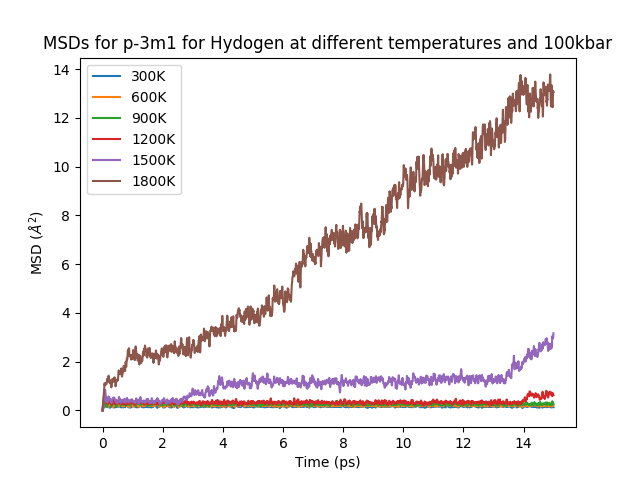 MSDs for p-3m1 for Hydogen at different temperatures and 100kbar
300K
600K
900K
1200K
1500K
1800K
MSD (Å²)
14
12
10
8
6
4
2
0
0 2 4 6 8 10 12 14
Time (ps)